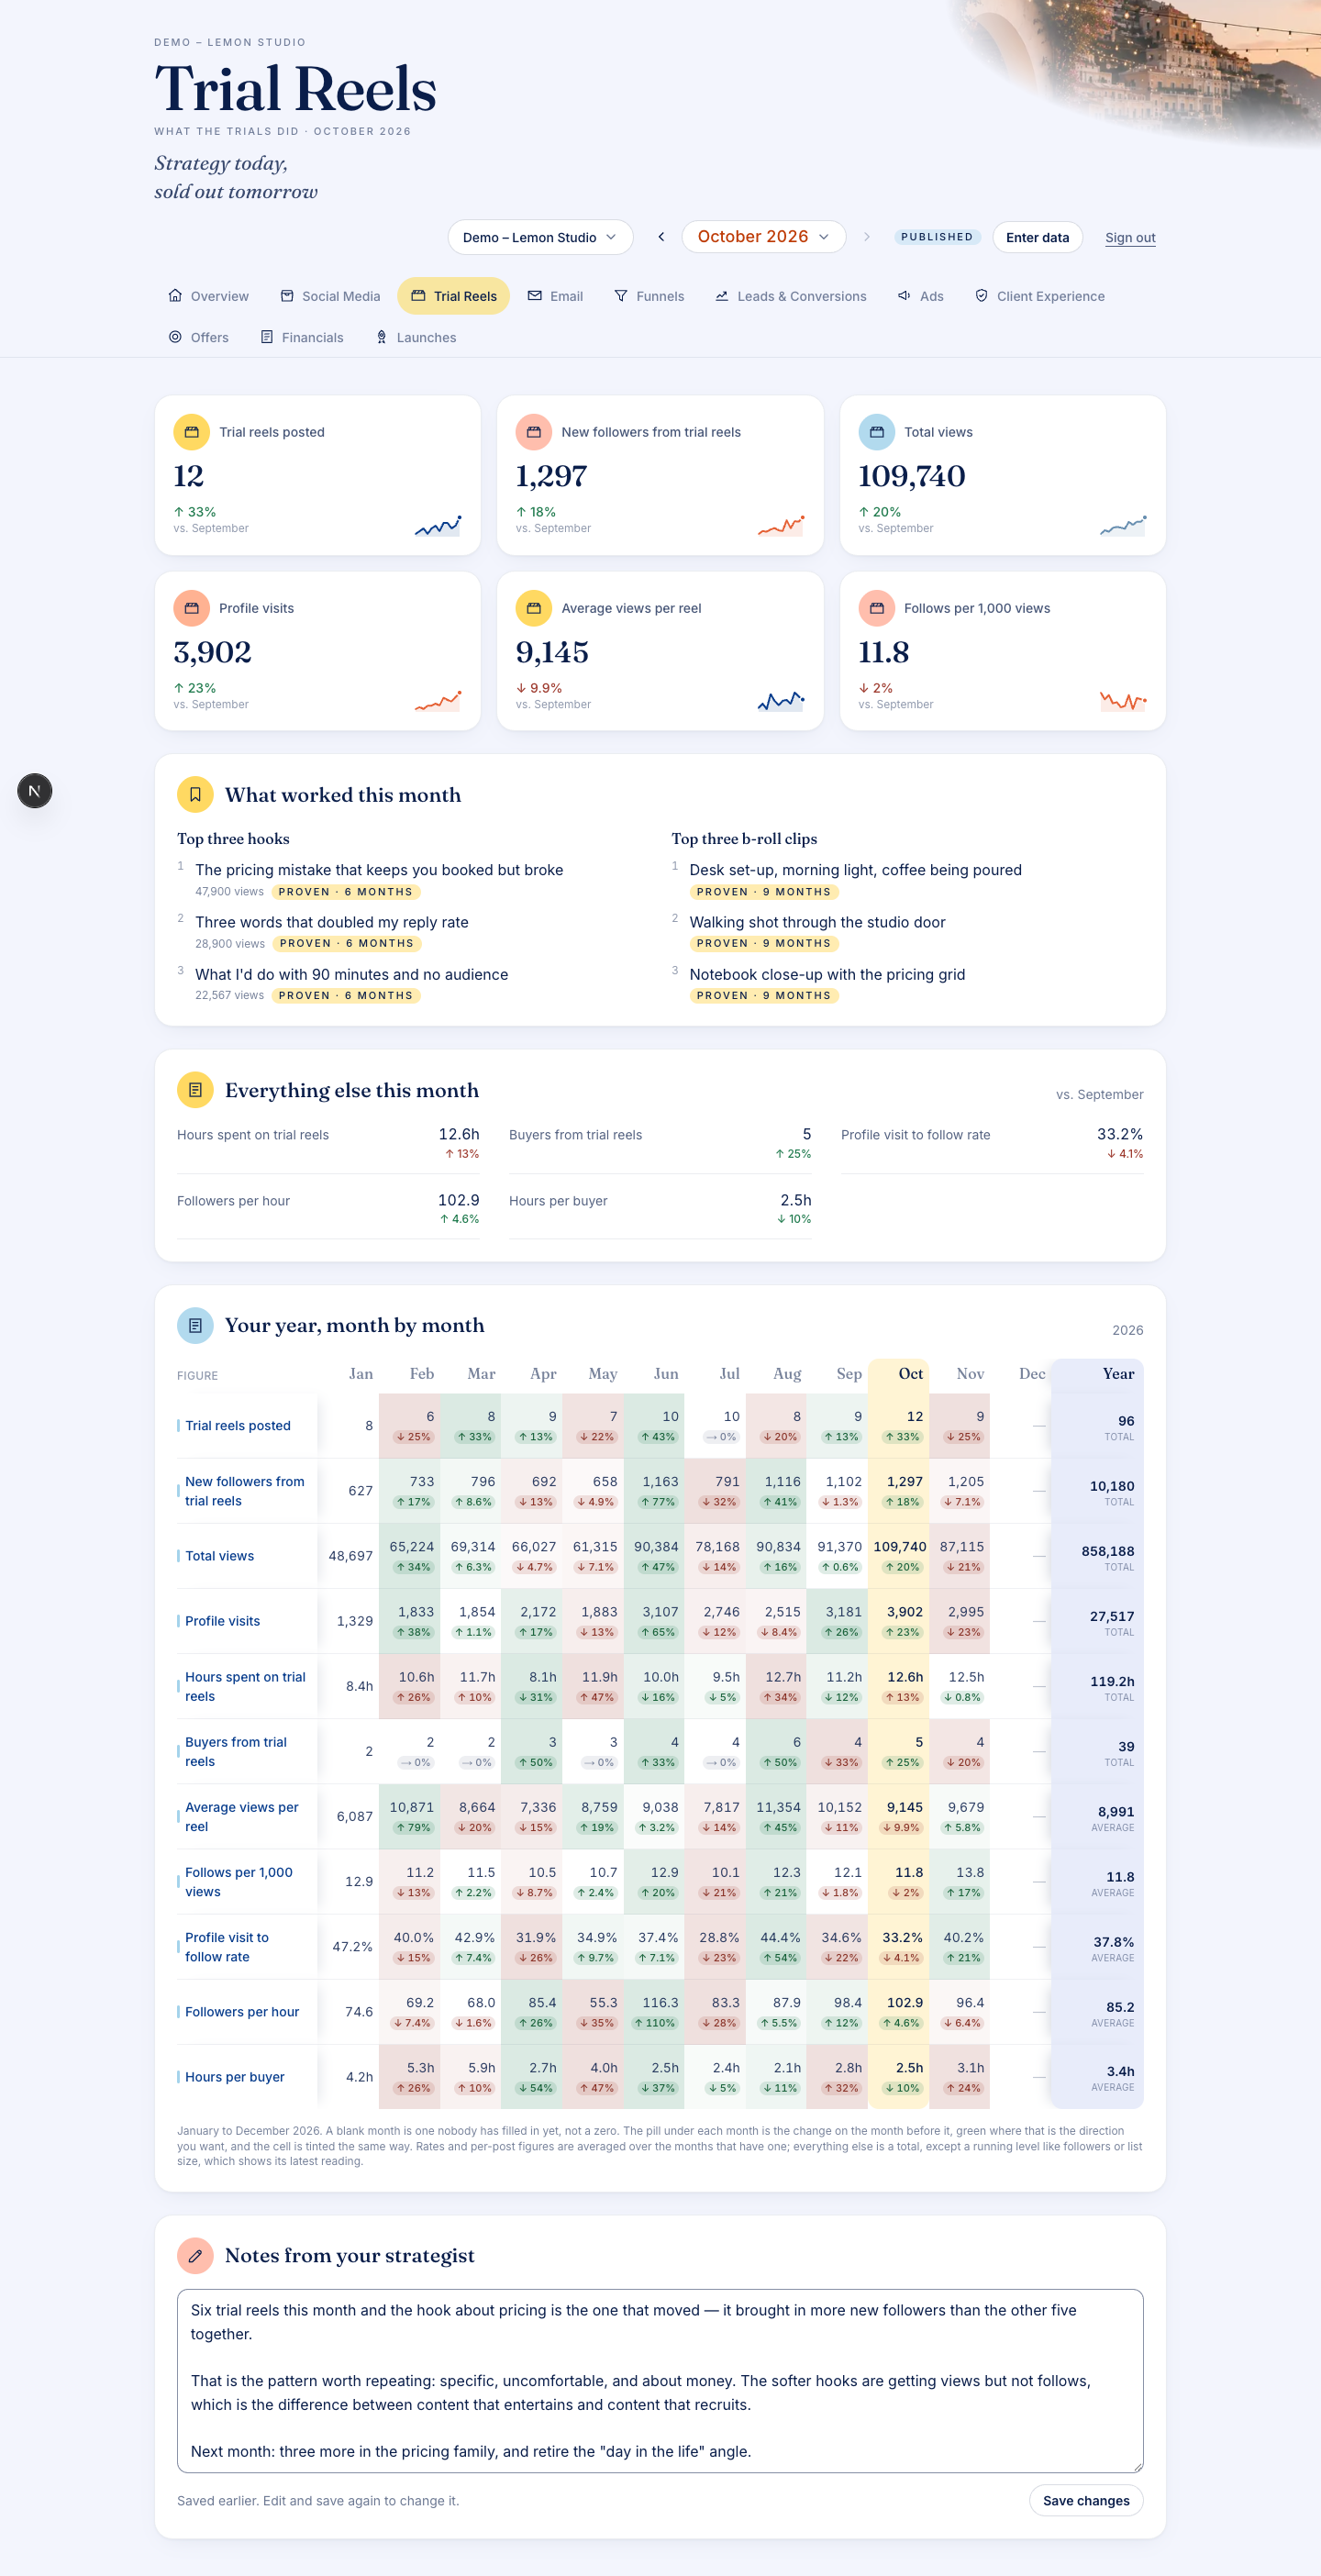 DEMO – LEMON STUDIO
Trial Reels
WHAT THE TRIALS DID · OCTOBER 2026
Strategy today,
sold out tomorrow
Demo – Lemon Studio
October 2026
PUBLISHED
Enter data
Sign out
Overview Social Media Trial Reels Email Funnels Leads & Conversions Ads Client Experience
Offers Financials Launches
Trial reels posted
12
↑ 33%
vs. September
New followers from trial reels
1,297
↑ 18%
vs. September
Total views
109,740
↑ 20%
vs. September
Profile visits
3,902
↑ 23%
vs. September
Average views per reel
9,145
↓ 9.9%
vs. September
Follows per 1,000 views
11.8
↓ 2%
vs. September
N
What worked this month
Top three hooks
1 The pricing mistake that keeps you booked but broke
47,900 views PROVEN · 6 MONTHS
2 Three words that doubled my reply rate
28,900 views PROVEN · 6 MONTHS
3 What I'd do with 90 minutes and no audience
22,567 views PROVEN · 6 MONTHS
Top three b-roll clips
1 Desk set-up, morning light, coffee being poured
PROVEN · 9 MONTHS
2 Walking shot through the studio door
PROVEN · 9 MONTHS
3 Notebook close-up with the pricing grid
PROVEN · 9 MONTHS
Everything else this month
vs. September
Hours spent on trial reels 12.6h
↑ 13%
Buyers from trial reels 5
↑ 25%
Profile visit to follow rate 33.2%
↓ 4.1%
Followers per hour 102.9
↑ 4.6%
Hours per buyer 2.5h
↓ 10%
Your year, month by month
2026
FIGURE Jan Feb Mar Apr May Jun Jul Aug Sep Oct Nov Dec Year
Trial reels posted 8 6 8 9 7 10 10 8 9 12 9 — 96
↓ 25% ↑ 33% ↑ 13% ↓ 22% ↑ 43% → 0% ↓ 20% ↑ 13% ↑ 33% ↓ 25% TOTAL
New followers from trial reels 627 733 796 692 658 1,163 791 1,116 1,102 1,297 1,205 — 10,180
↑ 17% ↑ 8.6% ↓ 13% ↓ 4.9% ↑ 77% ↓ 32% ↑ 41% ↓ 1.3% ↑ 18% ↓ 7.1% TOTAL
Total views 48,697 65,224 69,314 66,027 61,315 90,384 78,168 90,834 91,370 109,740 87,115 — 858,188
↑ 34% ↑ 6.3% ↓ 4.7% ↓ 7.1% ↑ 47% ↓ 14% ↑ 16% ↑ 0.6% ↑ 20% ↓ 21% TOTAL
Profile visits 1,329 1,833 1,854 2,172 1,883 3,107 2,746 2,515 3,181 3,902 2,995 — 27,517
↑ 38% ↑ 1.1% ↑ 17% ↓ 13% ↑ 65% ↓ 12% ↓ 8.4% ↑ 26% ↑ 23% ↓ 23% TOTAL
Hours spent on trial reels 8.4h 10.6h 11.7h 8.1h 11.9h 10.0h 9.5h 12.7h 11.2h 12.6h 12.5h — 119.2h
↑ 26% ↑ 10% ↓ 31% ↑ 47% ↓ 16% ↓ 5% ↑ 34% ↓ 12% ↑ 13% ↓ 0.8% TOTAL
Buyers from trial reels 2 2 2 3 3 4 4 6 4 5 4 — 39
→ 0% → 0% ↑ 50% → 0% ↑ 33% → 0% ↑ 50% ↓ 33% ↑ 25% ↓ 20% TOTAL
Average views per reel 6,087 10,871 8,664 7,336 8,759 9,038 7,817 11,354 10,152 9,145 9,679 — 8,991
↑ 79% ↓ 20% ↓ 15% ↑ 19% ↑ 3.2% ↓ 14% ↑ 45% ↓ 11% ↓ 9.9% ↑ 5.8% AVERAGE
Follows per 1,000 views 12.9 11.2 11.5 10.5 10.7 12.9 10.1 12.3 12.1 11.8 13.8 — 11.8
↓ 13% ↑ 2.2% ↓ 8.7% ↑ 2.4% ↑ 20% ↓ 21% ↑ 21% ↓ 1.8% ↓ 2% ↑ 17% AVERAGE
Profile visit to follow rate 47.2% 40.0% 42.9% 31.9% 34.9% 37.4% 28.8% 44.4% 34.6% 33.2% 40.2% — 37.8%
↓ 15% ↑ 7.4% ↓ 26% ↑ 9.7% ↑ 7.1% ↓ 23% ↑ 54% ↓ 22% ↓ 4.1% ↑ 21% AVERAGE
Followers per hour 74.6 69.2 68.0 85.4 55.3 116.3 83.3 87.9 98.4 102.9 96.4 — 85.2
↓ 7.4% ↓ 1.6% ↑ 26% ↓ 35% ↑ 110% ↓ 28% ↑ 5.5% ↑ 12% ↑ 4.6% ↓ 6.4% AVERAGE
Hours per buyer 4.2h 5.3h 5.9h 2.7h 4.0h 2.5h 2.4h 2.1h 2.8h 2.5h 3.1h — 3.4h
↑ 26% ↑ 10% ↓ 54% ↑ 47% ↓ 37% ↓ 5% ↓ 11% ↑ 32% ↓ 10% ↑ 24% AVERAGE
January to December 2026. A blank month is one nobody has filled in yet, not a zero. The pill under each month is the change on the month before it, green where that is the direction
you want, and the cell is tinted the same way. Rates and per-post figures are averaged over the months that have one; everything else is a total, except a running level like followers or list
size, which shows its latest reading.
Notes from your strategist
Six trial reels this month and the hook about pricing is the one that moved — it brought in more new followers than the other five
together.
That is the pattern worth repeating: specific, uncomfortable, and about money. The softer hooks are getting views but not follows,
which is the difference between content that entertains and content that recruits.
Next month: three more in the pricing family, and retire the "day in the life" angle.
Saved earlier. Edit and save again to change it.
Save changes